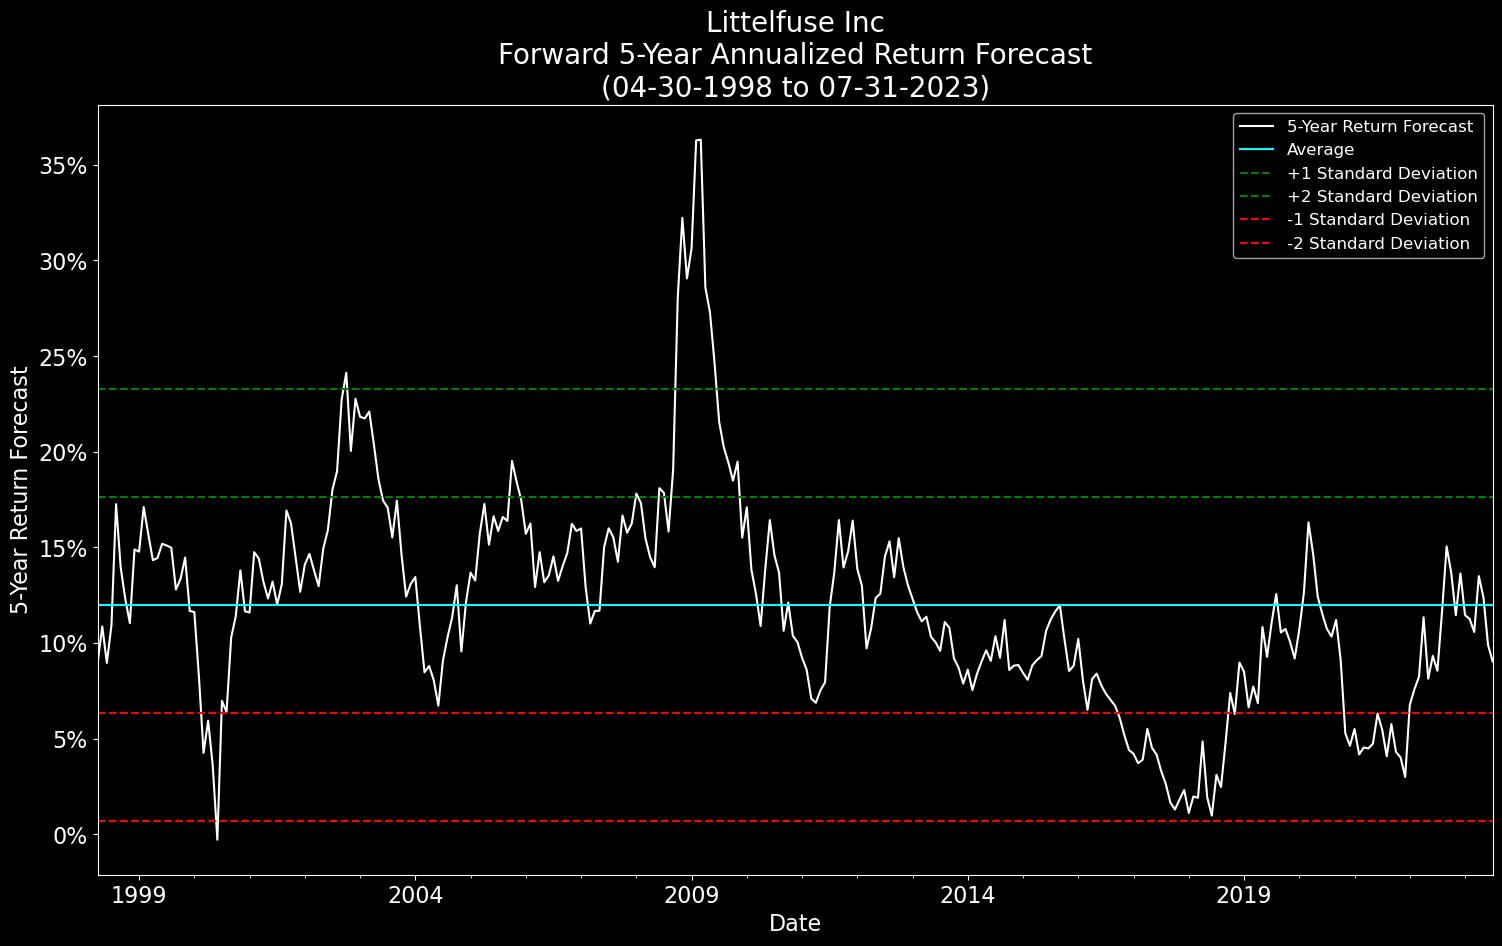 Littelfuse Inc
Forward 5-Year Annualized Return Forecast
(04-30-1998 to 07-31-2023)
5-Year Return Forecast
Average
+1 Standard Deviation
+2 Standard Deviation
-1 Standard Deviation
-2 Standard Deviation
35%
30%
25%
20%
15%
10%
5%
0%
5-Year Return Forecast
1999
2004
2009
2014
2019
Date